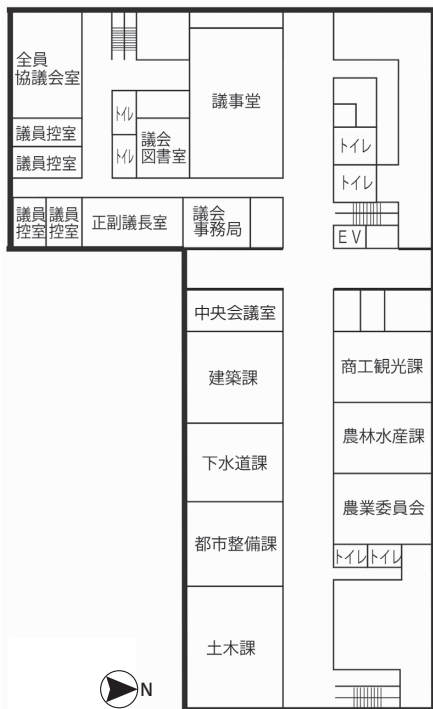 全員
協議会室
議員控室
議員控室
トイレ
トイレ
議会
図書室
議事堂
トイレ
トイレ
議員
控室
議員
控室
正副議長室
議会
事務局
EV
中央会議室
建築課
商工観光課
下水道課
農林水産課
都市整備課
農業委員会
トイレ
トイレ
土木課
N